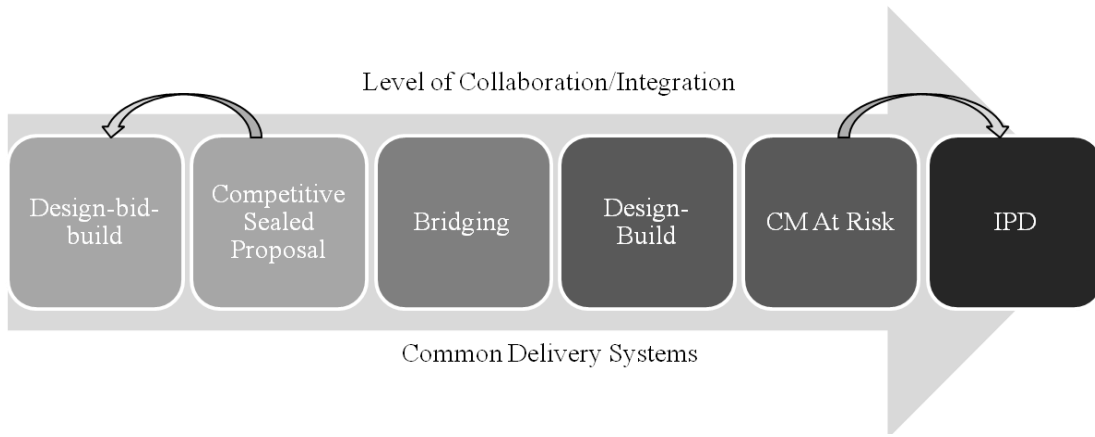 Level of Collaboration/Integration
Design-bid-
build
Competitive
Sealed
Proposal
Bridging
Design-
Build
CM At Risk
IPD
Common Delivery Systems